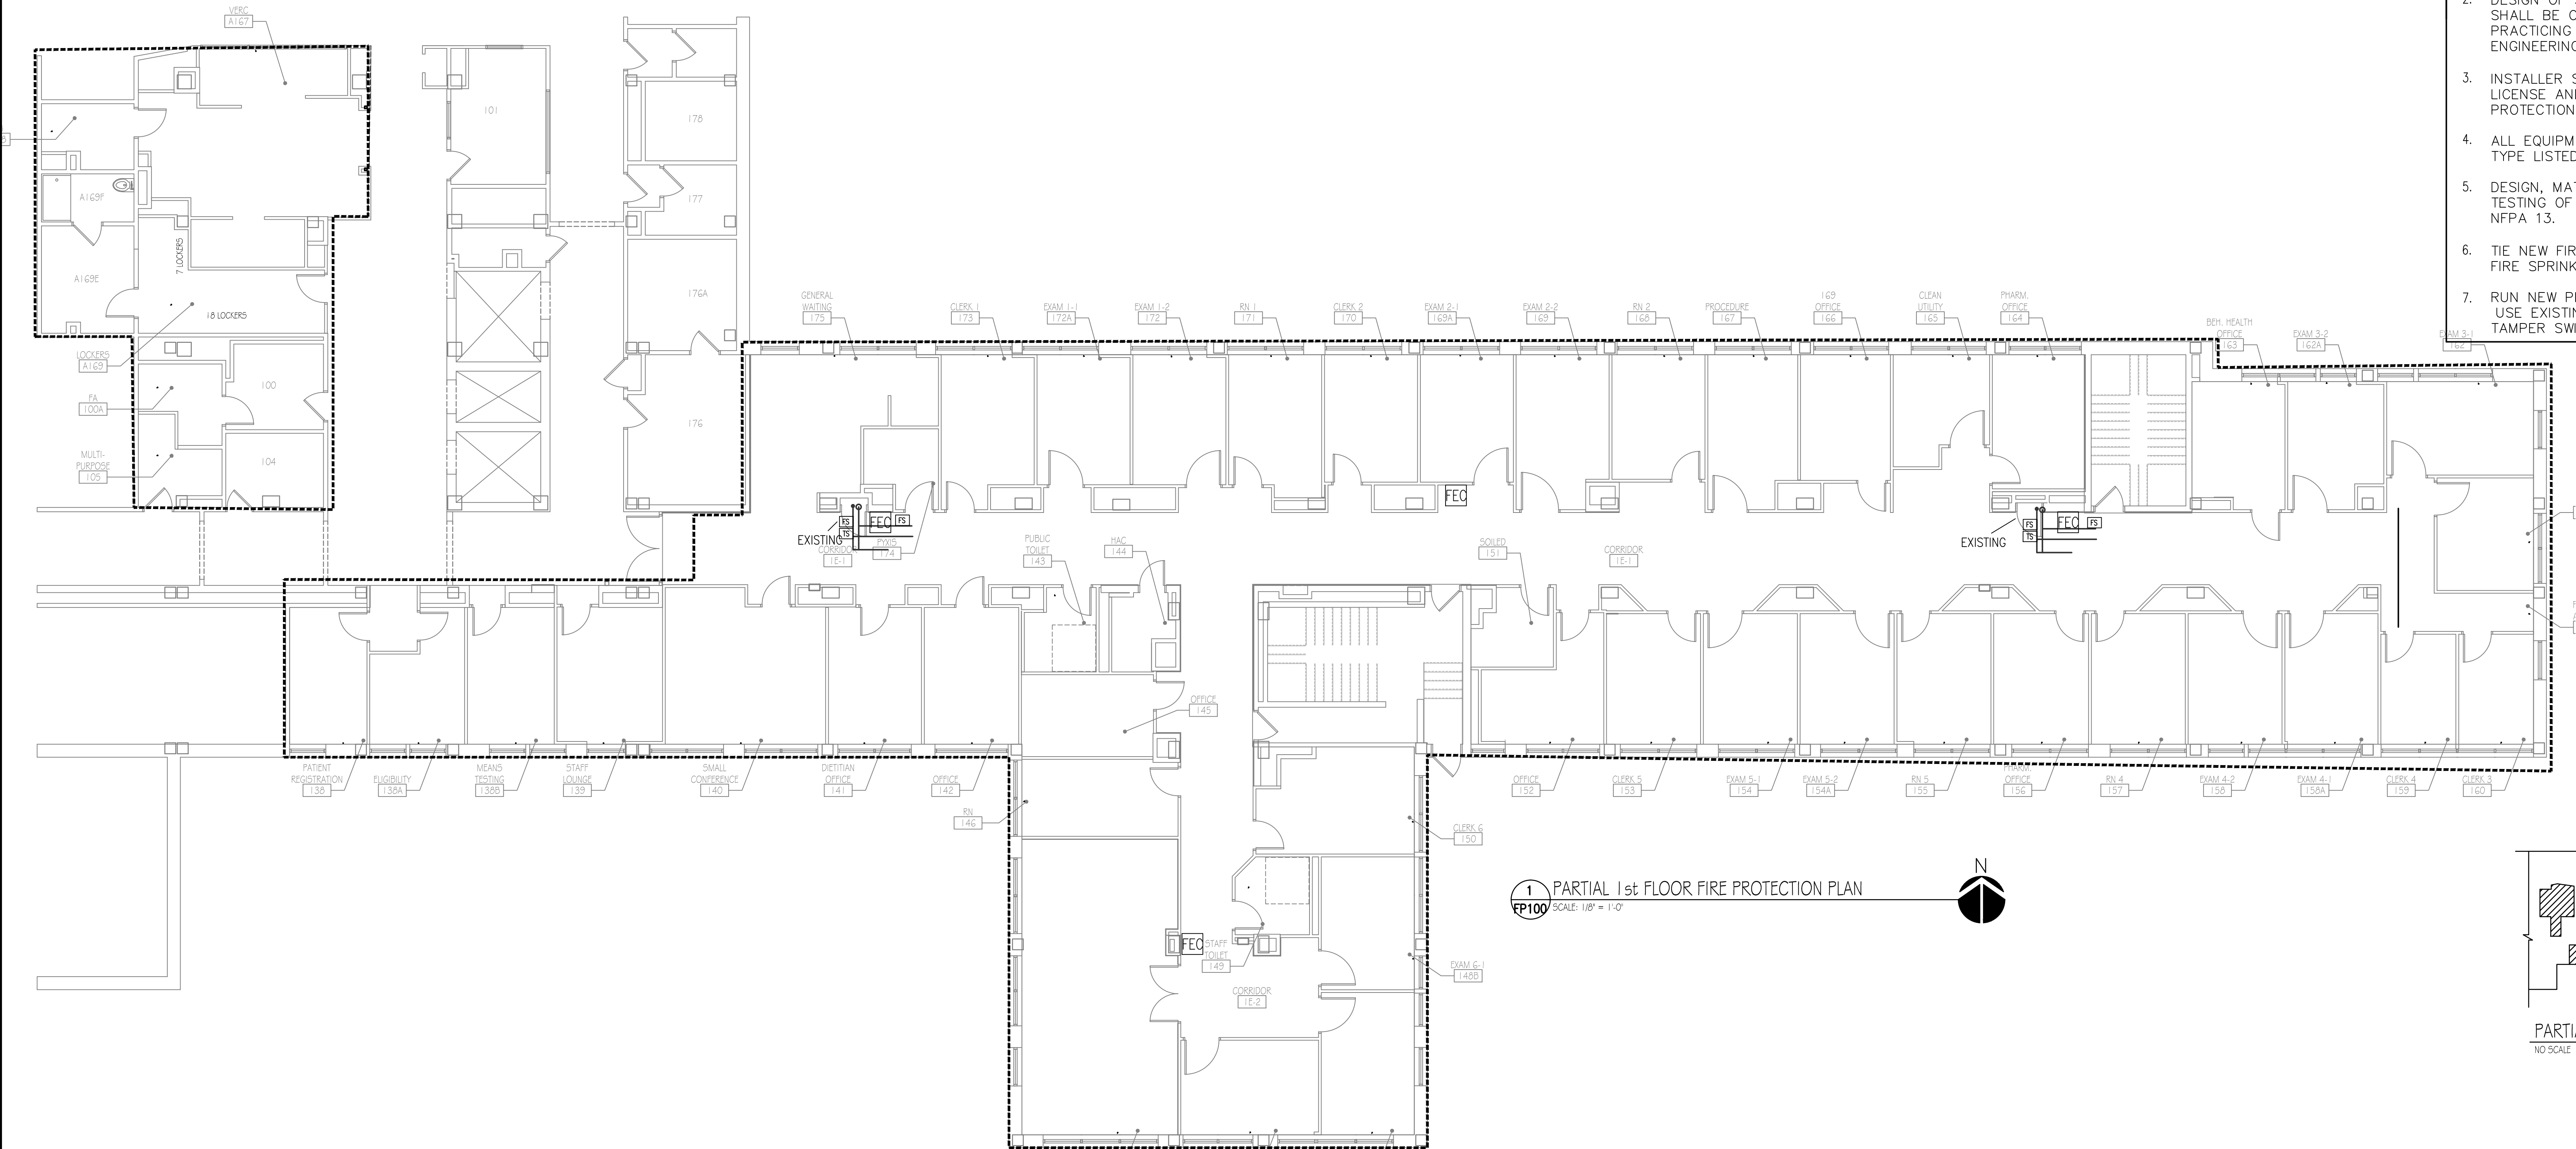 VERC
A167
A169F
A169E
7 LOCKERS
18 LOCKERS
LOCKERS
A169
FA
100A
100
MULTI-
PURPOSE
105
104
101
178
177
176A
176
GENERAL
WAITING
175
CLERK 1
173
EXAM 1-1
172A
EXAM 1-2
172
RN 1
171
CLERK 2
170
EXAM 2-1
169A
EXAM 2-2
169
RN 2
168
PROCEDURE
167
169
OFFICE
166
CLEAN
UTILITY
165
PHARM.
OFFICE
164
BEH. HEALTH
OFFICE
163
EXAM 3-2
162A
EXAM 3-1
162
FS
TS
FEC
FS
EXISTING
CORRIDOR
1E-1
PYXIS
174
PUBLIC
TOILET
143
HAC
144
FEC
SOILED
151
CORRIDOR
1E-1
EXISTING
FS
TS
FEC
FS
OFFICE
145
PATIENT
REGISTRATION
138
ELIGIBILITY
138A
MEANS
TESTING
138B
STAFF
LOUNGE
139
SMALL
CONFERENCE
140
DIETITIAN
OFFICE
141
OFFICE
142
RN
146
OFFICE
152
CLERK 5
153
EXAM 5-1
154
EXAM 5-2
154A
RN 5
155
PHARM.
OFFICE
156
RN 4
157
EXAM 4-2
158
EXAM 4-1
158A
CLERK 4
159
CLERK 3
160
CLERK 6
150
FEC
STAFF
TOILET
149
EXAM 6-1
148B
CORRIDOR
1E-2
1
FP100
PARTIAL 1st FLOOR FIRE PROTECTION PLAN
SCALE: 1/8" = 1'-0"
N
2. DESIGN OF
SHALL BE
PRACTICING
ENGINEERING
3. INSTALLER
LICENSE
PROTECTION
4. ALL
TYPE LISTED
5. DESIGN,
TESTING OF
NFPA 13.
6. TIE NEW
FIRE
7. RUN NEW
USE
TAMPER
NO SCALE